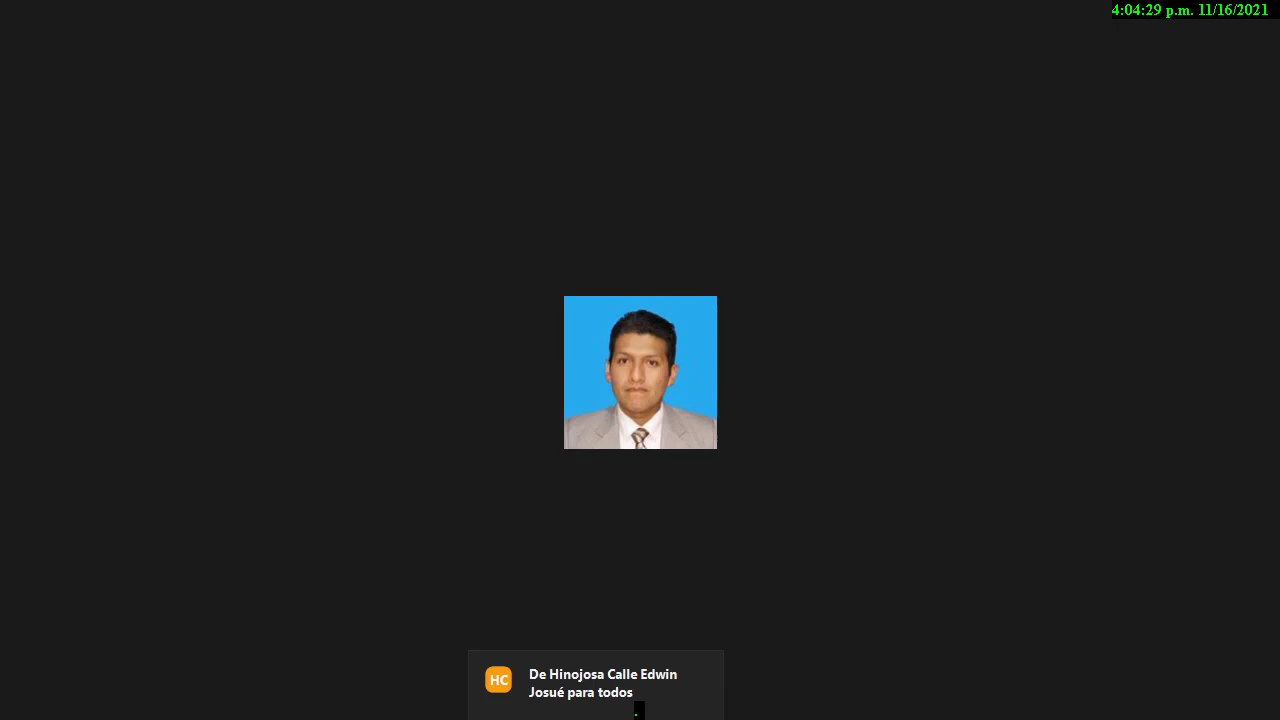 4:04:29 p.m. 11/16/2021
HC
De Hinojosa Calle Edwin
Josué para todos
.